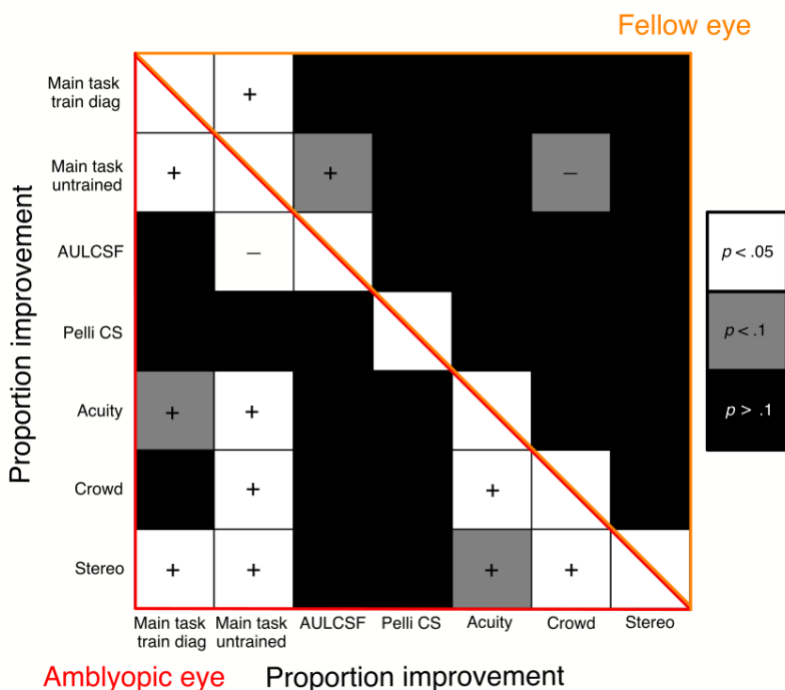 Fellow eye
Main task
train diag
+
Main task
untrained
+
+
−
AULCSF
−
p < .05
Pelli CS
p < .1
Acuity
+
+
p > .1
Crowd
+
+
Stereo
+
+
+
+
Proportion improvement
Main task
train diag
Main task
untrained
AULCSF
Pelli CS
Acuity
Crowd
Stereo
Amblyopic eye
Proportion improvement